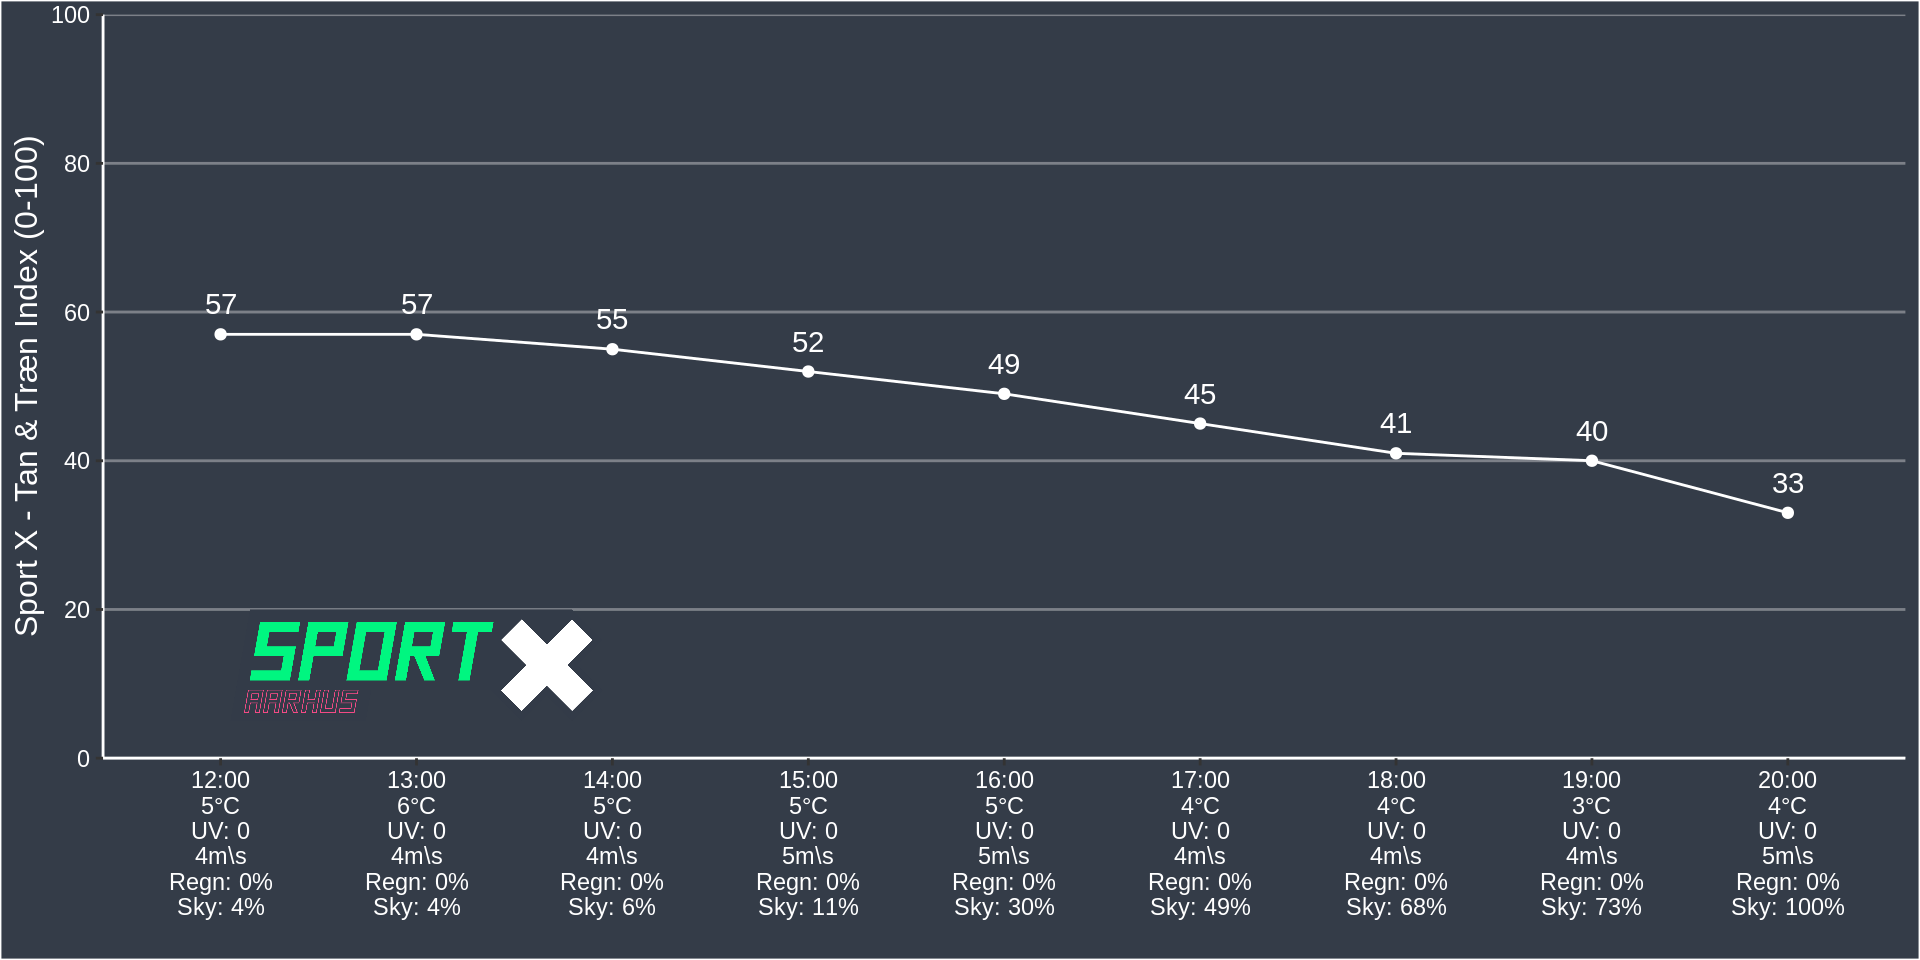 Sport X - Tan & Træn Index (0-100)
100
80
60
40
20
0
57
57
55
52
49
45
41
40
33
SPORT X
AARHUS
12:00 13:00 14:00 15:00 16:00 17:00 18:00 19:00 20:00
5°C 6°C 5°C 5°C 5°C 4°C 4°C 3°C 4°C
UV: 0 UV: 0 UV: 0 UV: 0 UV: 0 UV: 0 UV: 0 UV: 0 UV: 0
4m\s 4m\s 4m\s 5m\s 5m\s 4m\s 4m\s 4m\s 5m\s
Regn: 0% Regn: 0% Regn: 0% Regn: 0% Regn: 0% Regn: 0% Regn: 0% Regn: 0% Regn: 0%
Sky: 4% Sky: 4% Sky: 6% Sky: 11% Sky: 30% Sky: 49% Sky: 68% Sky: 73% Sky: 100%